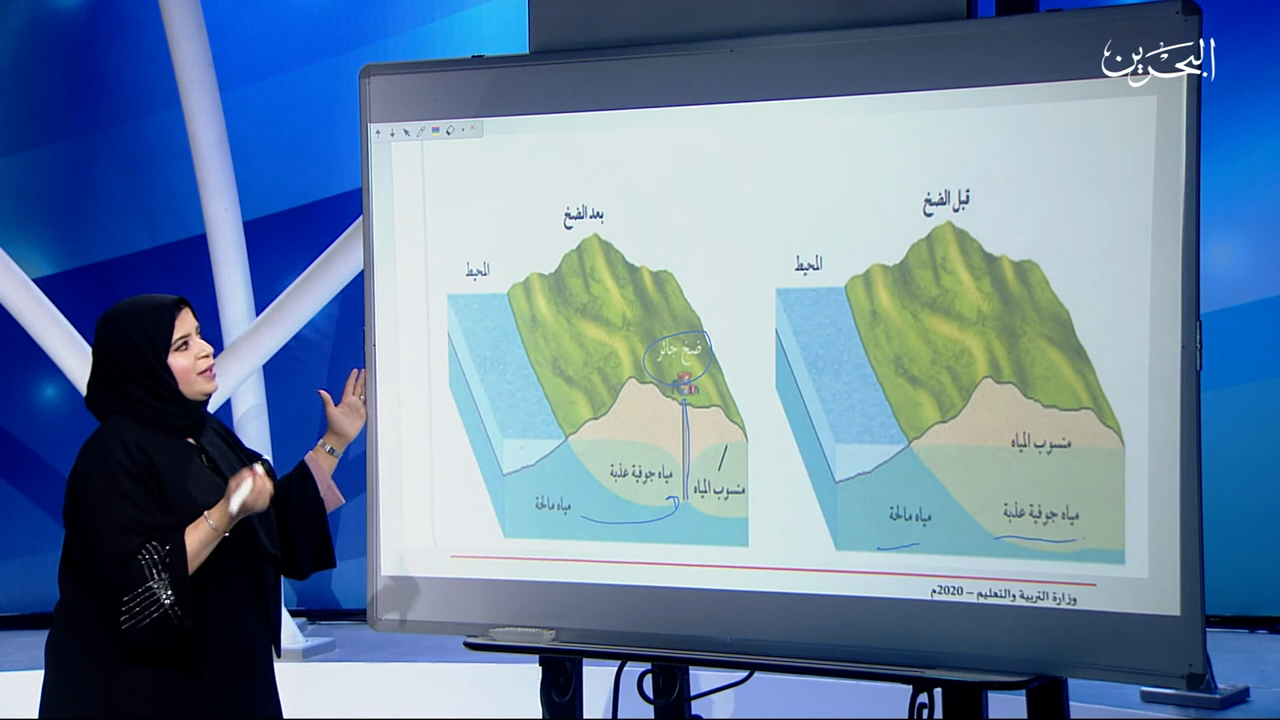 البحرين
قبل الضخ
المحيط
منسوب المياه
مياه جوفية عذبة
مياه مالحة
بعد الضخ
المحيط
ضخ جائر
مياه جوفية عذبة
منسوب المياه
مياه مالحة
وزارة التربية والتعليم – 2020م